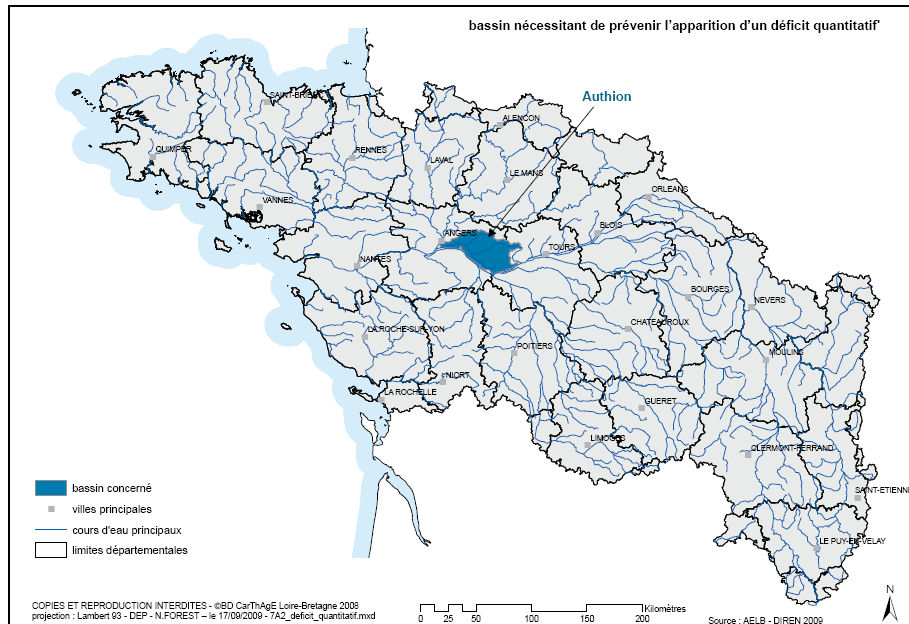 bassin nécessitant de prévenir l'apparition d'un déficit quantitatif'
Authion
SAINT-BRIEUC
ALENCON
QUIMPER
RENNES
LAVAL
LE MANS
ORLEANS
VANNES
ANGERS
BLOIS
TOURS
NANTES
BOURGES
NEVERS
LA ROCHE-SUR-YON
CHATEAUROUX
POITIERS
MOULINS
NIORT
LA ROCHELLE
GUERET
LIMOGES
CLERMONT-FERRAND
SAINT-ETIENNE
LE PUY-EN-VELAY
bassin concerné
villes principales
cours d'eau principaux
limites départementales
COPIES ET REPRODUCTION INTERDITES - ©BD CarThAgE Loire-Bretagne 2008
projection : Lambert 93 - DEP - N.FOREST – le 17/09/2009 - 7A2_deficit_quantitatif.mxd
0 25 50 100 150 200 Kilomètres
N
Source : AELB - DIREN 2009